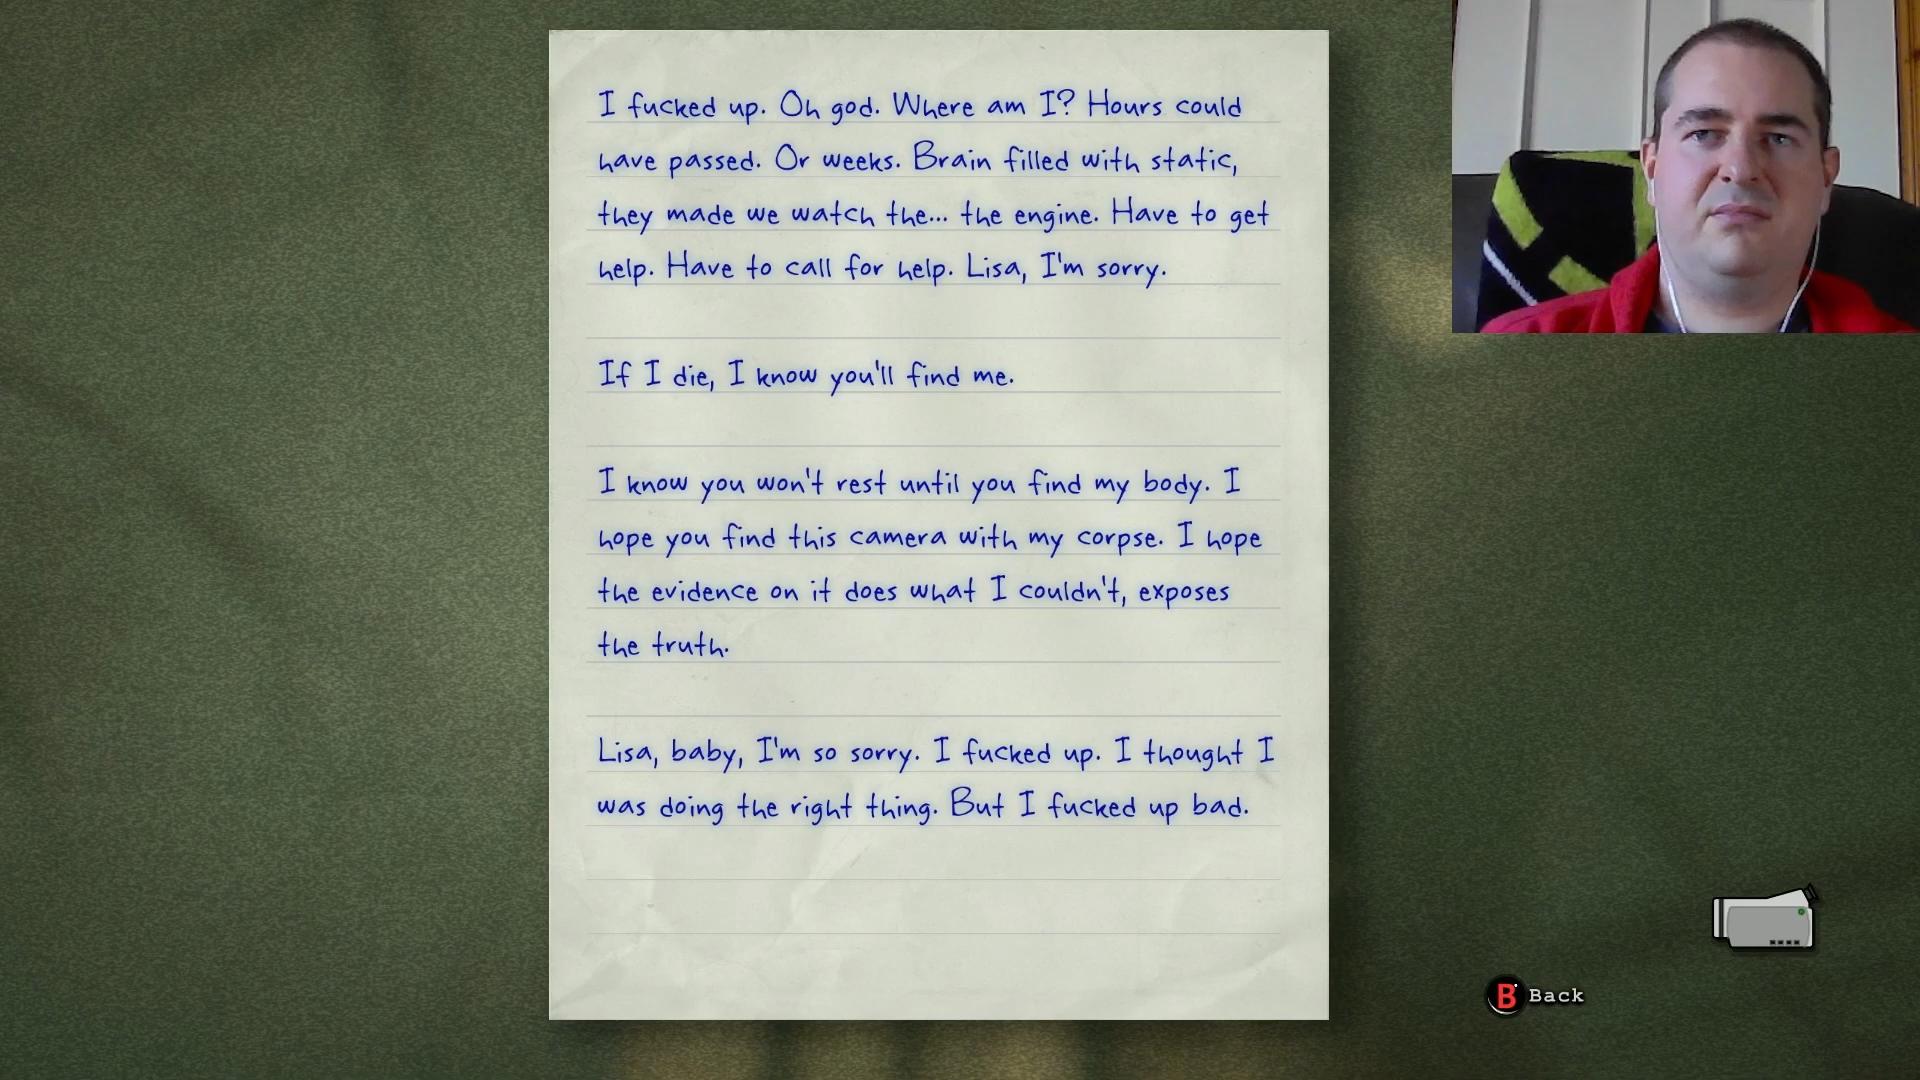 I fucked up. Oh god. Where am I? Hours could
have passed. Or weeks. Brain filled with static,
they made we watch the... the engine. Have to get
help. Have to call for help. Lisa, I'm sorry.
If I die, I know you'll find me.
I know you won't rest until you find my body. I
hope you find this camera with my corpse. I hope
the evidence on it does what I couldn't, exposes
the truth.
Lisa, baby, I'm so sorry. I fucked up. I thought I
was doing the right thing. But I fucked up bad.
B Back